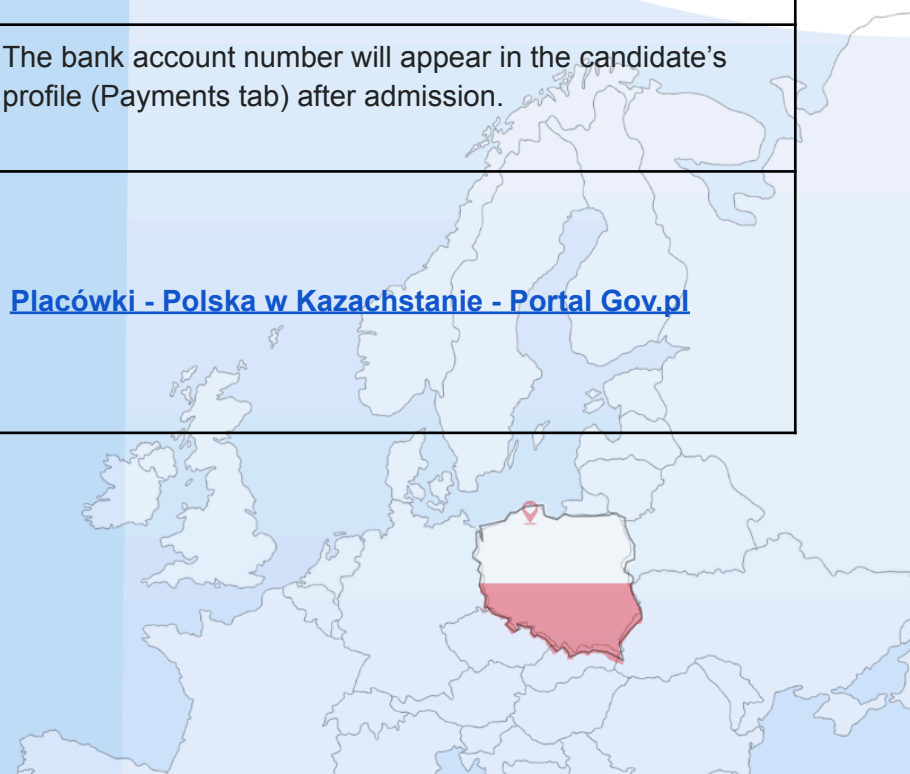 The bank account number will appear in the candidate’s
profile (Payments tab) after admission.
Placówki - Polska w Kazachstanie - Portal Gov.pl